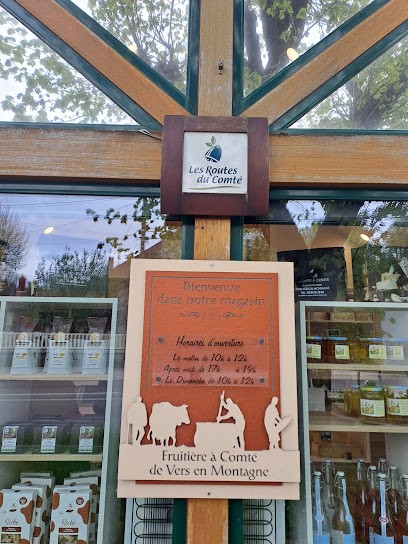 Les Routes
du Comté
Bienvenue
dans notre magasin
Horaires d'ouverture
Le matin de 10h à 12h
Après midi de 17h à 19h
Le Dimanche de 10h à 12h
Fruitière à Comté
de Vers en Montagne